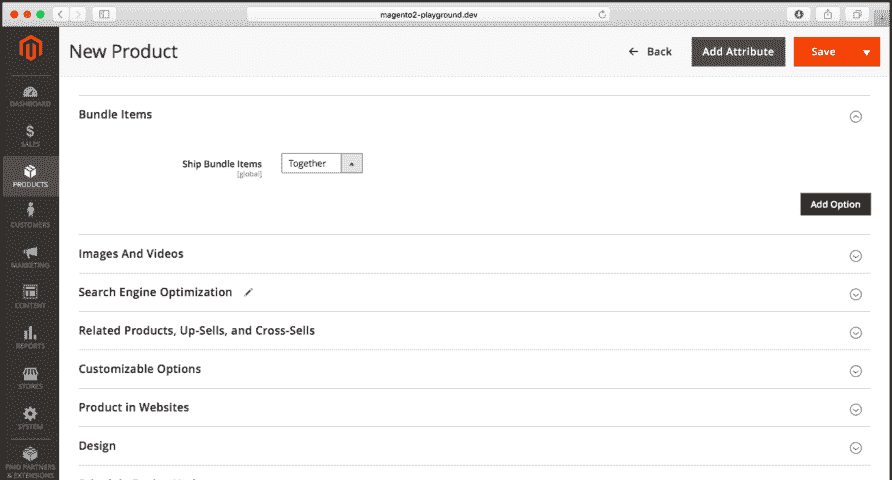 magento2-playground.dev
New Product
Back
Add Attribute
Save
DASHBOARD
SALES
PRODUCTS
CUSTOMERS
MARKETING
CONTENT
REPORTS
STORES
SYSTEM
FIND PARTNERS
& EXTENSIONS
Bundle Items
Ship Bundle Items
Together
[global]
Add Option
Images And Videos
Search Engine Optimization
Related Products, Up-Sells, and Cross-Sells
Customizable Options
Product in Websites
Design